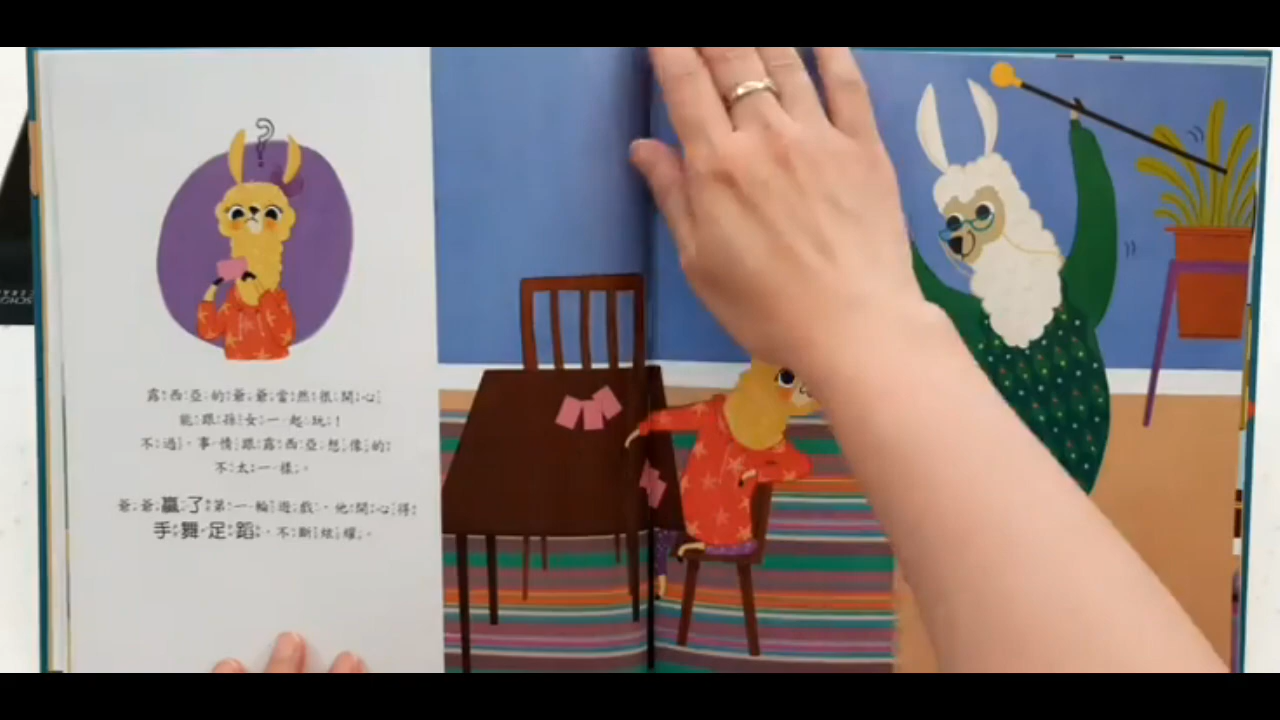 ?
露西亞的爺爺當然很開心
能跟孫女一起玩！
不過，事情跟露西亞想像的
不太一樣。
爺爺贏了第一輪遊戲，他開心得
手舞足蹈，不斷炫耀。